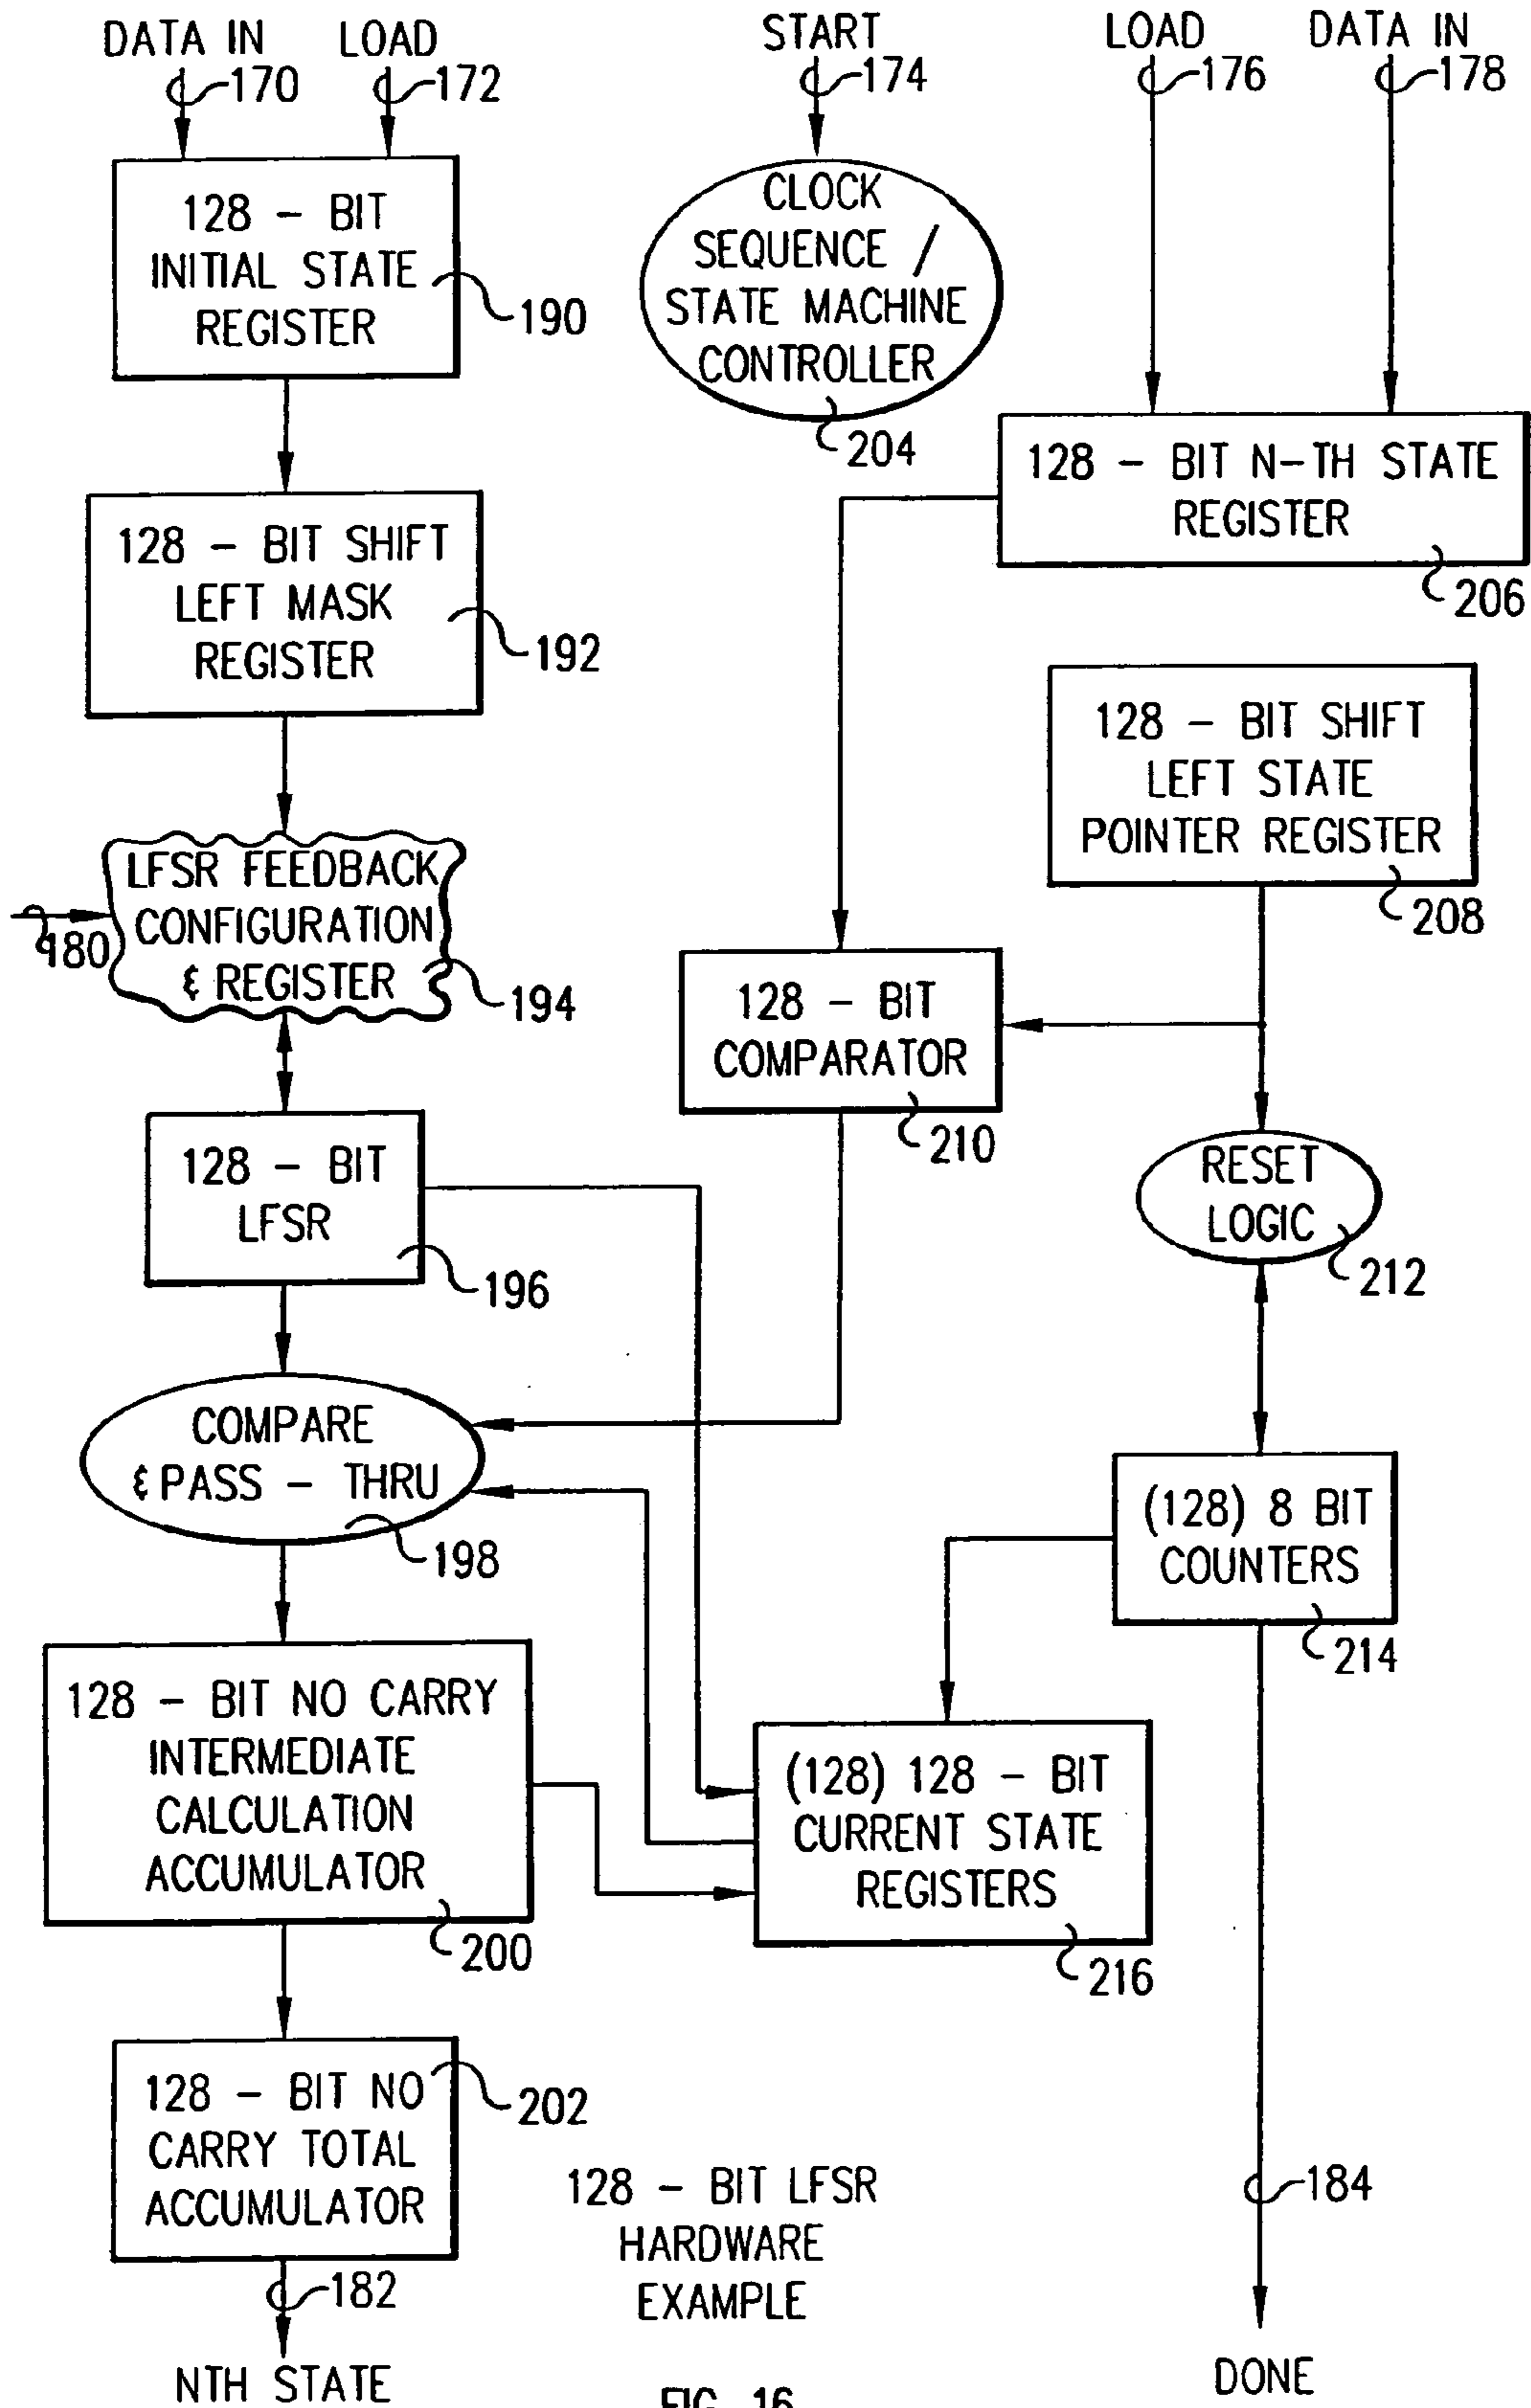 DATA IN
LOAD
START
LOAD
DATA IN
170
172
174
176
178
128 - BIT
INITIAL STATE
REGISTER
190
CLOCK
SEQUENCE /
STATE MACHINE
CONTROLLER
204
128 - BIT N-TH STATE
REGISTER
206
128 - BIT SHIFT
LEFT MASK
REGISTER
192
128 - BIT SHIFT
LEFT STATE
POINTER REGISTER
208
LFSR FEEDBACK
CONFIGURATION
& REGISTER
180
194
128 - BIT
COMPARATOR
210
128 - BIT
LFSR
196
RESET
LOGIC
212
COMPARE
& PASS - THRU
198
(128) 8 BIT
COUNTERS
214
128 - BIT NO CARRY
INTERMEDIATE
CALCULATION
ACCUMULATOR
200
(128) 128 - BIT
CURRENT STATE
REGISTERS
216
128 - BIT NO
CARRY TOTAL
ACCUMULATOR
202
128 - BIT LFSR
HARDWARE
EXAMPLE
184
182
NTH STATE
DONE
FIG. 16